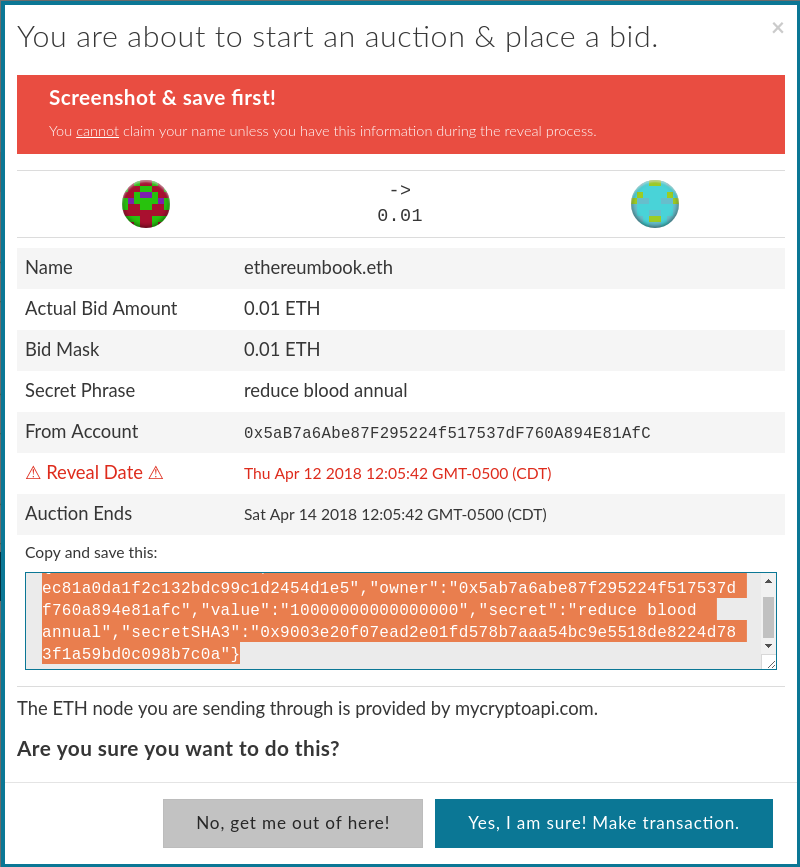 You are about to start an auction & place a bid.
×
Screenshot & save first!
You cannot claim your name unless you have this information during the reveal process.
->
0.01
Name ethereumbook.eth
Actual Bid Amount 0.01 ETH
Bid Mask 0.01 ETH
Secret Phrase reduce blood annual
From Account 0x5aB7a6Abe87F295224f517537dF760A894E81AfC
⚠ Reveal Date ⚠ Thu Apr 12 2018 12:05:42 GMT-0500 (CDT)
Auction Ends Sat Apr 14 2018 12:05:42 GMT-0500 (CDT)
Copy and save this:
ec81a0da1f2c132bdc99c1d2454d1e5","owner":"0x5ab7a6abe87f295224f517537d
f760a894e81afc","value":"10000000000000000","secret":"reduce blood
annual","secretSHA3":"0x9003e20f07ead2e01fd578b7aaa54bc9e5518de8224d78
3f1a59bd0c098b7c0a"}
The ETH node you are sending through is provided by mycryptoapi.com.
Are you sure you want to do this?
No, get me out of here!
Yes, I am sure! Make transaction.